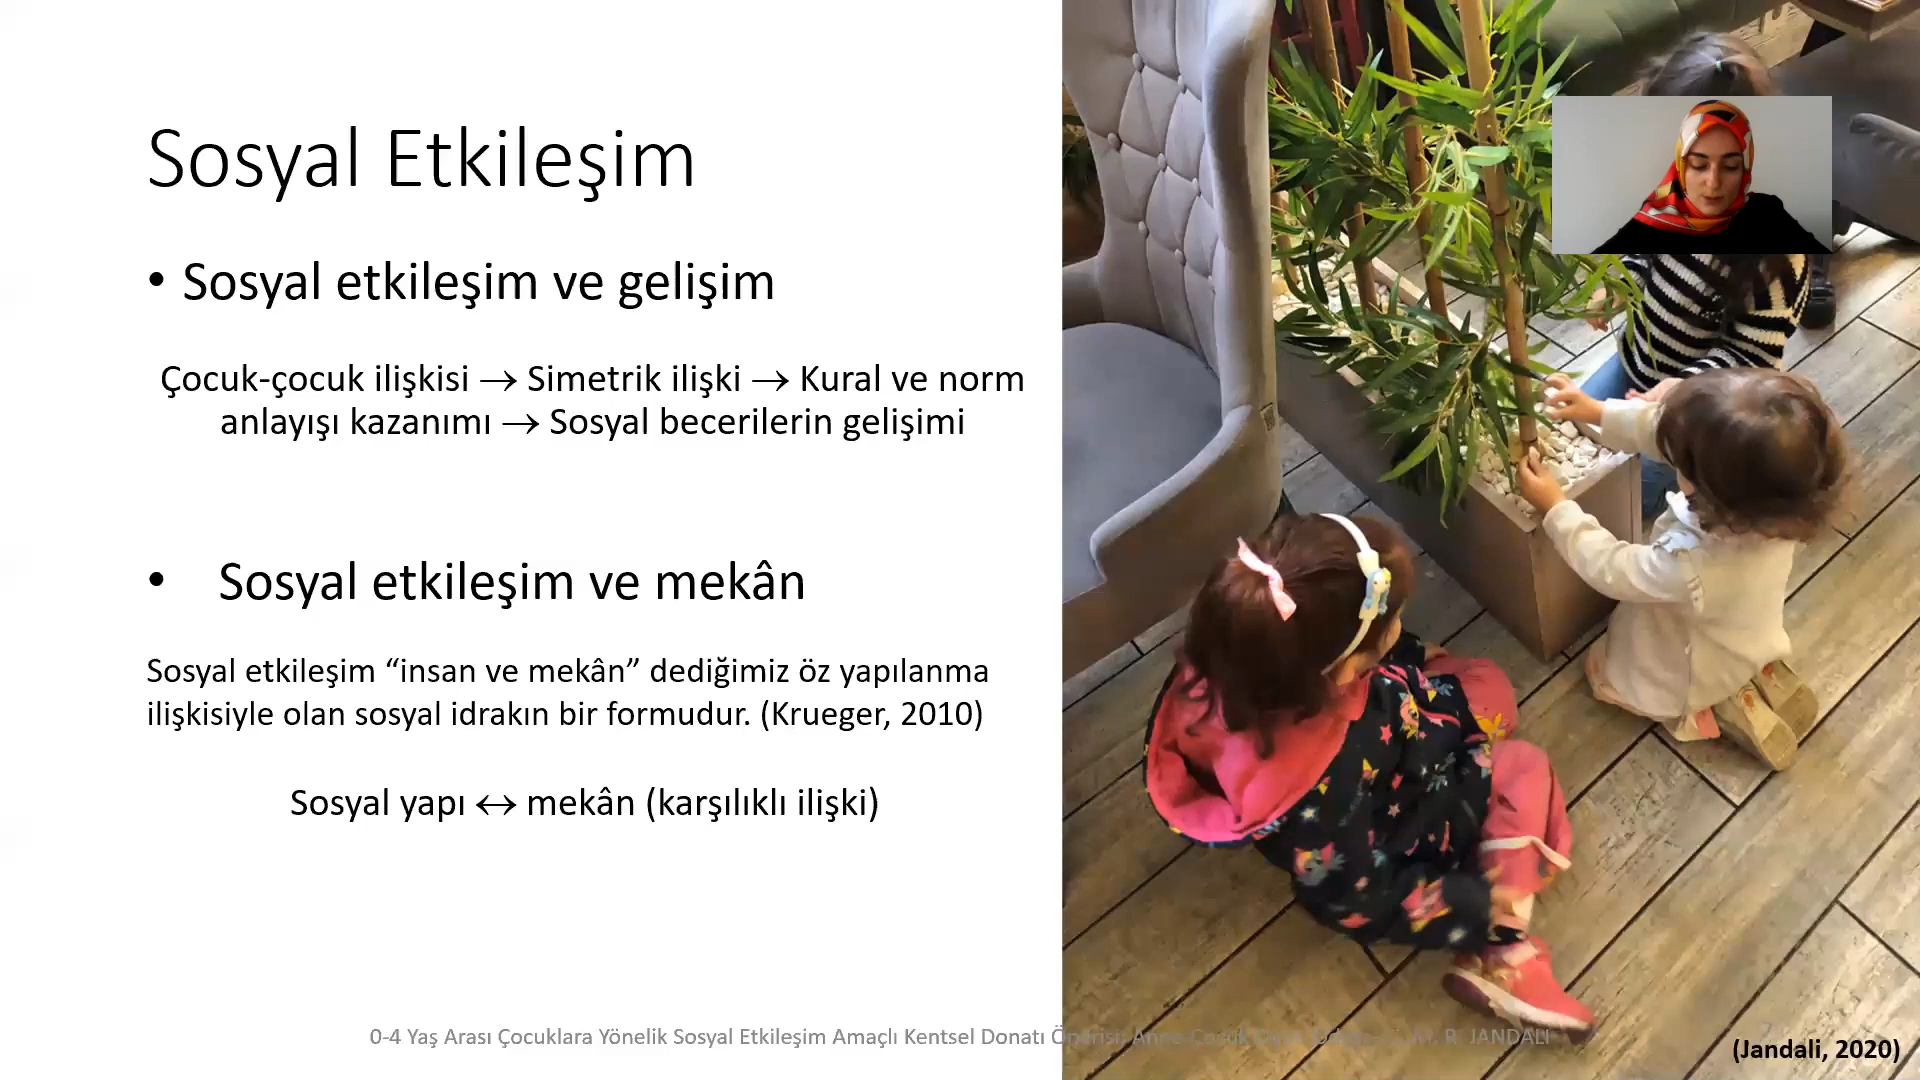 Sosyal Etkileşim
• Sosyal etkileşim ve gelişim
Çocuk-çocuk ilişkisi → Simetrik ilişki → Kural ve norm
anlayışı kazanımı → Sosyal becerilerin gelişimi
• Sosyal etkileşim ve mekân
Sosyal etkileşim “insan ve mekân” dediğimiz öz yapılanma
ilişkisiyle olan sosyal idrakın bir formudur. (Krueger, 2010)
Sosyal yapı ↔ mekân (karşılıklı ilişki)
0-4 Yaş Arası Çocuklara Yönelik Sosyal Etkileşim Amaçlı Kentsel Donatı Önerisi: Anne-Çocuk R. JANDALI
(Jandali, 2020)